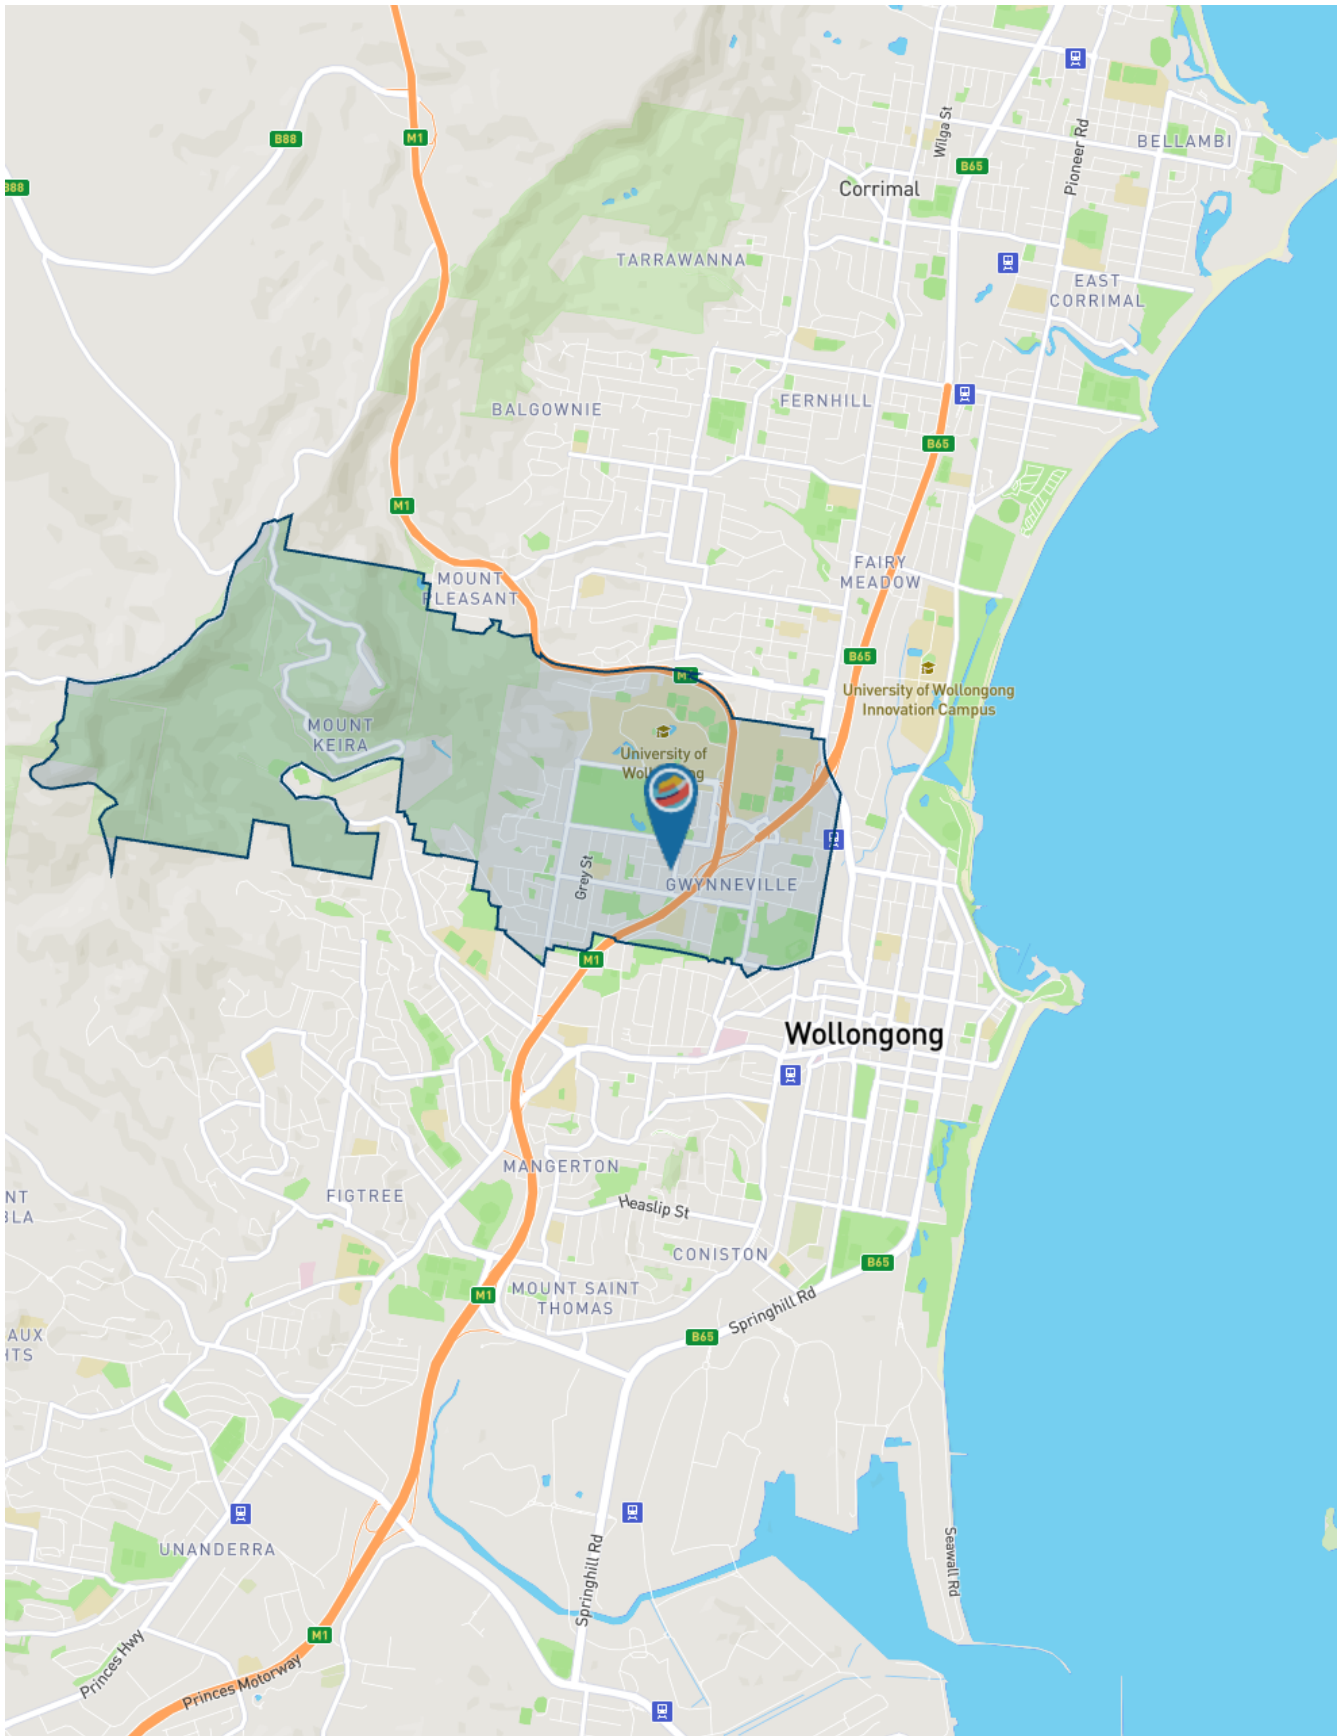 B88
M1
Wilga St
Pioneer Rd
BELLAMBI
B65
B88
Corrimal
TARRAWANNA
EAST
CORRIMAL
BALGOWNIE
FERNHILL
B65
M1
FAIRY
MEADOW
MOUNT
PLEASANT
B65
University of Wollongong
Innovation Campus
MOUNT
KEIRA
University of
Grey St
GWYNNEVILLE
M1
Wollongong
MANGERTON
FIGTREE
Heaslip St
CONISTON
B65
M1
MOUNT SAINT
THOMAS
Springhill Rd
B65
AUX
HTS
UNANDERRA
Springhill Rd
Seawall Rd
M1
Princes Hwy
Princes Motorway